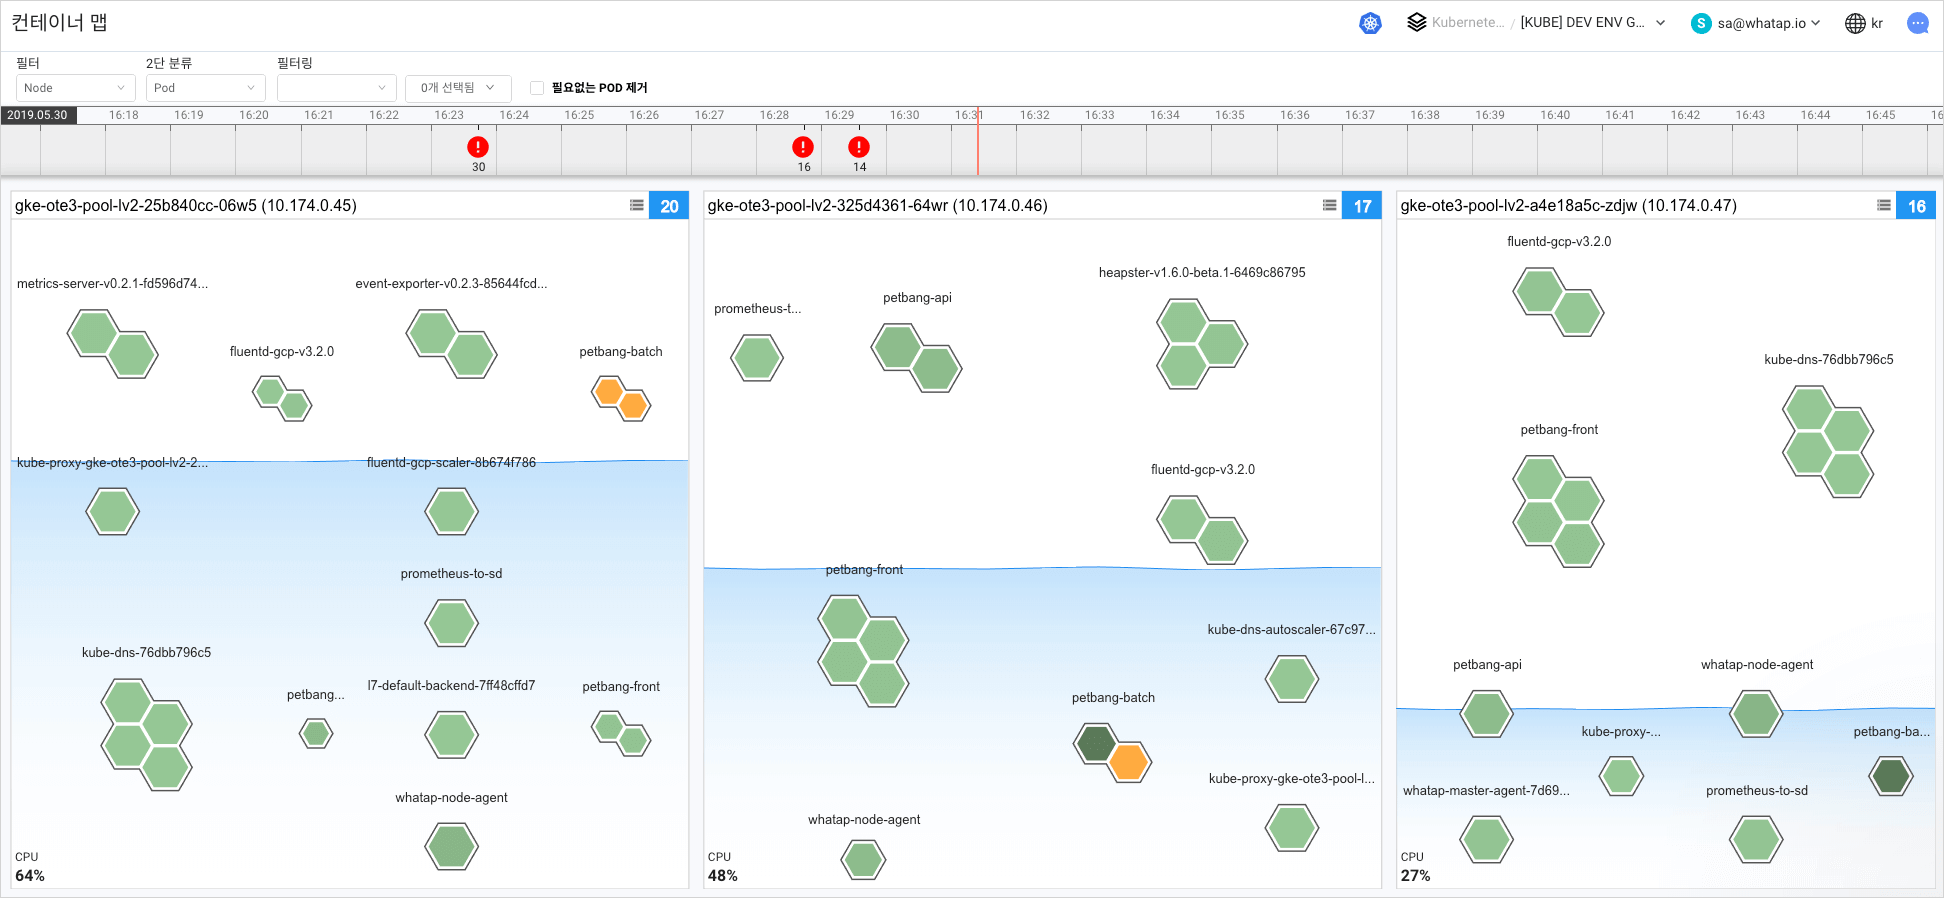 컨테이너 맵
Kubernete... / [KUBE] DEV ENV G...
S sa@whatap.io
kr
필터
2단 분류
필터링
Node
Pod
0개 선택됨
필요없는 POD 제거
2019.05.30 16:18 16:19 16:20 16:21 16:22 16:23 16:24 16:25 16:26 16:27 16:28 16:29 16:30 16:31 16:32 16:33 16:34 16:35 16:36 16:37 16:38 16:39 16:40 16:41 16:42 16:43 16:44 16:45 16
30
16
14
gke-ote3-pool-lv2-25b840cc-06w5 (10.174.0.45) 20
metrics-server-v0.2.1-fd596d74...
event-exporter-v0.2.3-85644fcd...
fluentd-gcp-v3.2.0
petbang-batch
kube-proxy-gke-ote3-pool-lv2-2...
fluentd-gcp-scaler-8b674f786
prometheus-to-sd
kube-dns-76dbb796c5
petbang...
l7-default-backend-7ff48cffd7
petbang-front
whatap-node-agent
CPU
64%
gke-ote3-pool-lv2-325d4361-64wr (10.174.0.46) 17
heapster-v1.6.0-beta.1-6469c86795
petbang-api
prometheus-t...
fluentd-gcp-v3.2.0
petbang-front
kube-dns-autoscaler-67c97...
petbang-batch
kube-proxy-gke-ote3-pool-l...
whatap-node-agent
CPU
48%
gke-ote3-pool-lv2-a4e18a5c-zdjw (10.174.0.47) 16
fluentd-gcp-v3.2.0
kube-dns-76dbb796c5
petbang-front
petbang-api
whatap-node-agent
kube-proxy-...
petbang-ba...
whatap-master-agent-7d69...
prometheus-to-sd
CPU
27%